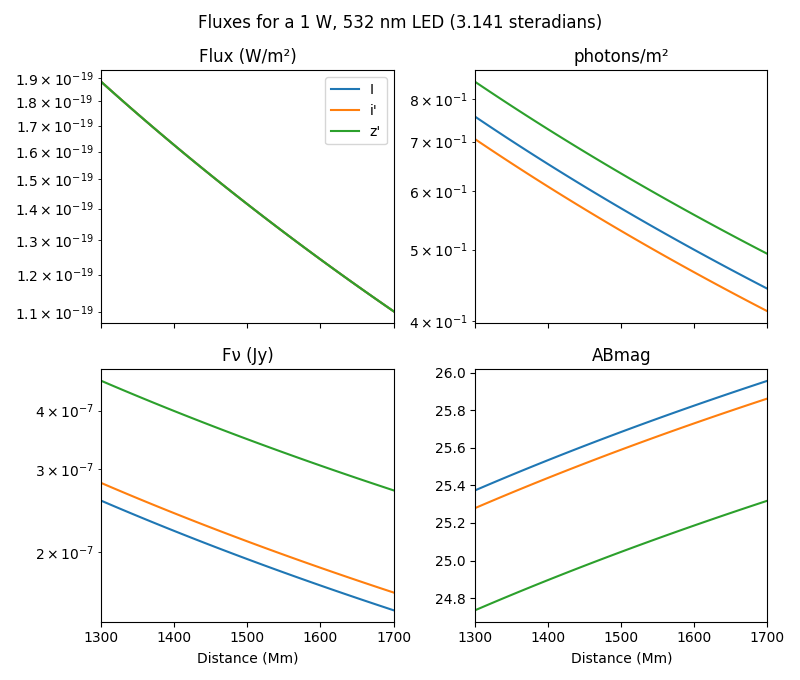 Fluxes for a 1 W, 532 nm LED (3.141 steradians)
Flux (W/m²)
1.9 × 10⁻¹⁹
1.8 × 10⁻¹⁹
1.7 × 10⁻¹⁹
1.6 × 10⁻¹⁹
1.5 × 10⁻¹⁹
1.4 × 10⁻¹⁹
1.3 × 10⁻¹⁹
1.2 × 10⁻¹⁹
1.1 × 10⁻¹⁹
I
i'
z'
photons/m²
8 × 10⁻¹
7 × 10⁻¹
6 × 10⁻¹
5 × 10⁻¹
4 × 10⁻¹
Fν (Jy)
4 × 10⁻⁷
3 × 10⁻⁷
2 × 10⁻⁷
1300 1400 1500 1600 1700
Distance (Mm)
ABmag
26.0
25.8
25.6
25.4
25.2
25.0
24.8
1300 1400 1500 1600 1700
Distance (Mm)